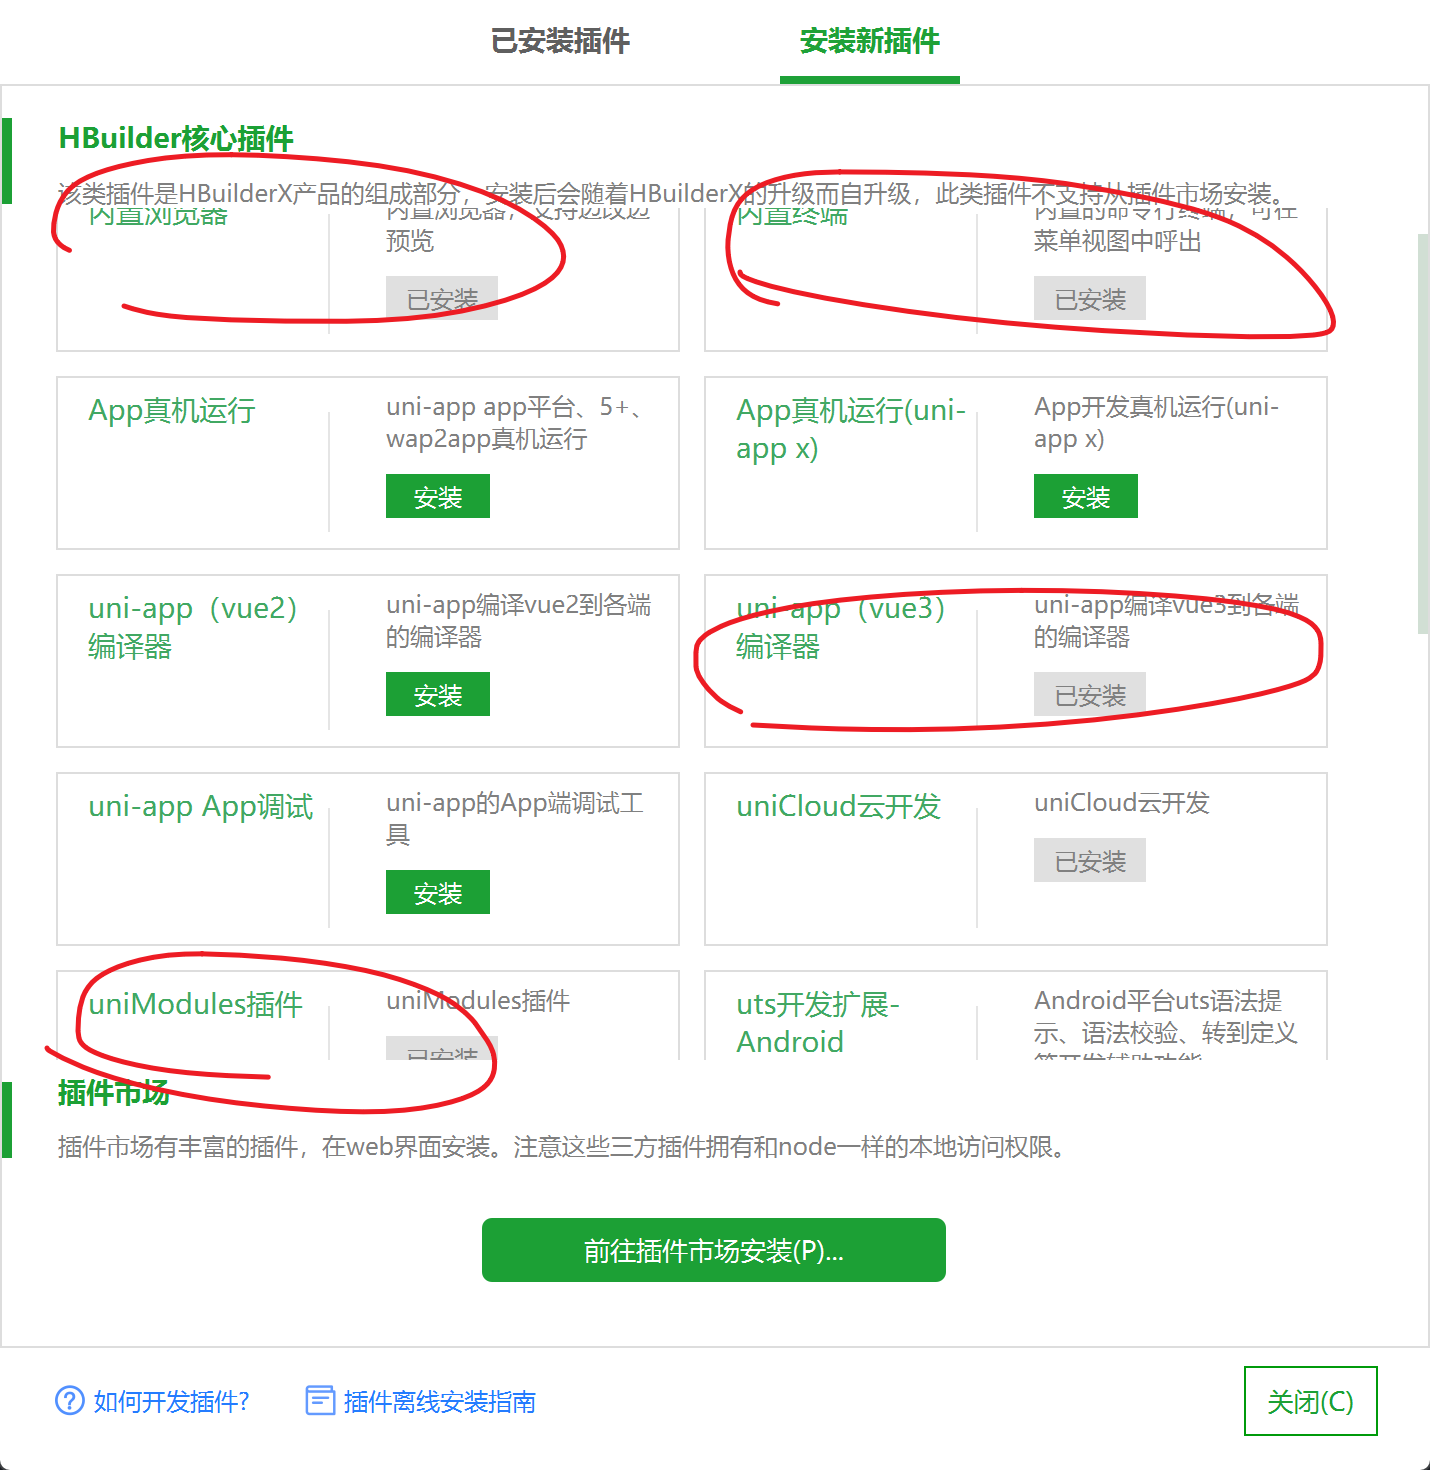 已安装插件
安装新插件
HBuilder核心插件
该类插件是HBuilderX产品的组成部分，安装后会随着HBuilderX的升级而自升级，此类插件不支持从插件市场安装。
内置浏览器
内置浏览器，支持边改边
预览
已安装
内置终端
内置的命令行终端，可在
菜单视图中呼出
已安装
App真机运行
uni-app app平台、5+、
wap2app真机运行
安装
App真机运行(uni-
app x)
App开发真机运行(uni-
app x)
安装
uni-app（vue2）
编译器
uni-app编译vue2到各端
的编译器
安装
uni-app（vue3）
编译器
uni-app编译vue3到各端
的编译器
已安装
uni-app App调试
uni-app的App端调试工
具
安装
uniCloud云开发
uniCloud云开发
已安装
uniModules插件
uniModules插件
已安装
uts开发扩展-
Android
Android平台uts语法提
示、语法校验、转到定义
等开发辅助功能
插件市场
插件市场有丰富的插件，在web界面安装。注意这些三方插件拥有和node一样的本地访问权限。
前往插件市场安装(P)...
如何开发插件?
插件离线安装指南
关闭(C)